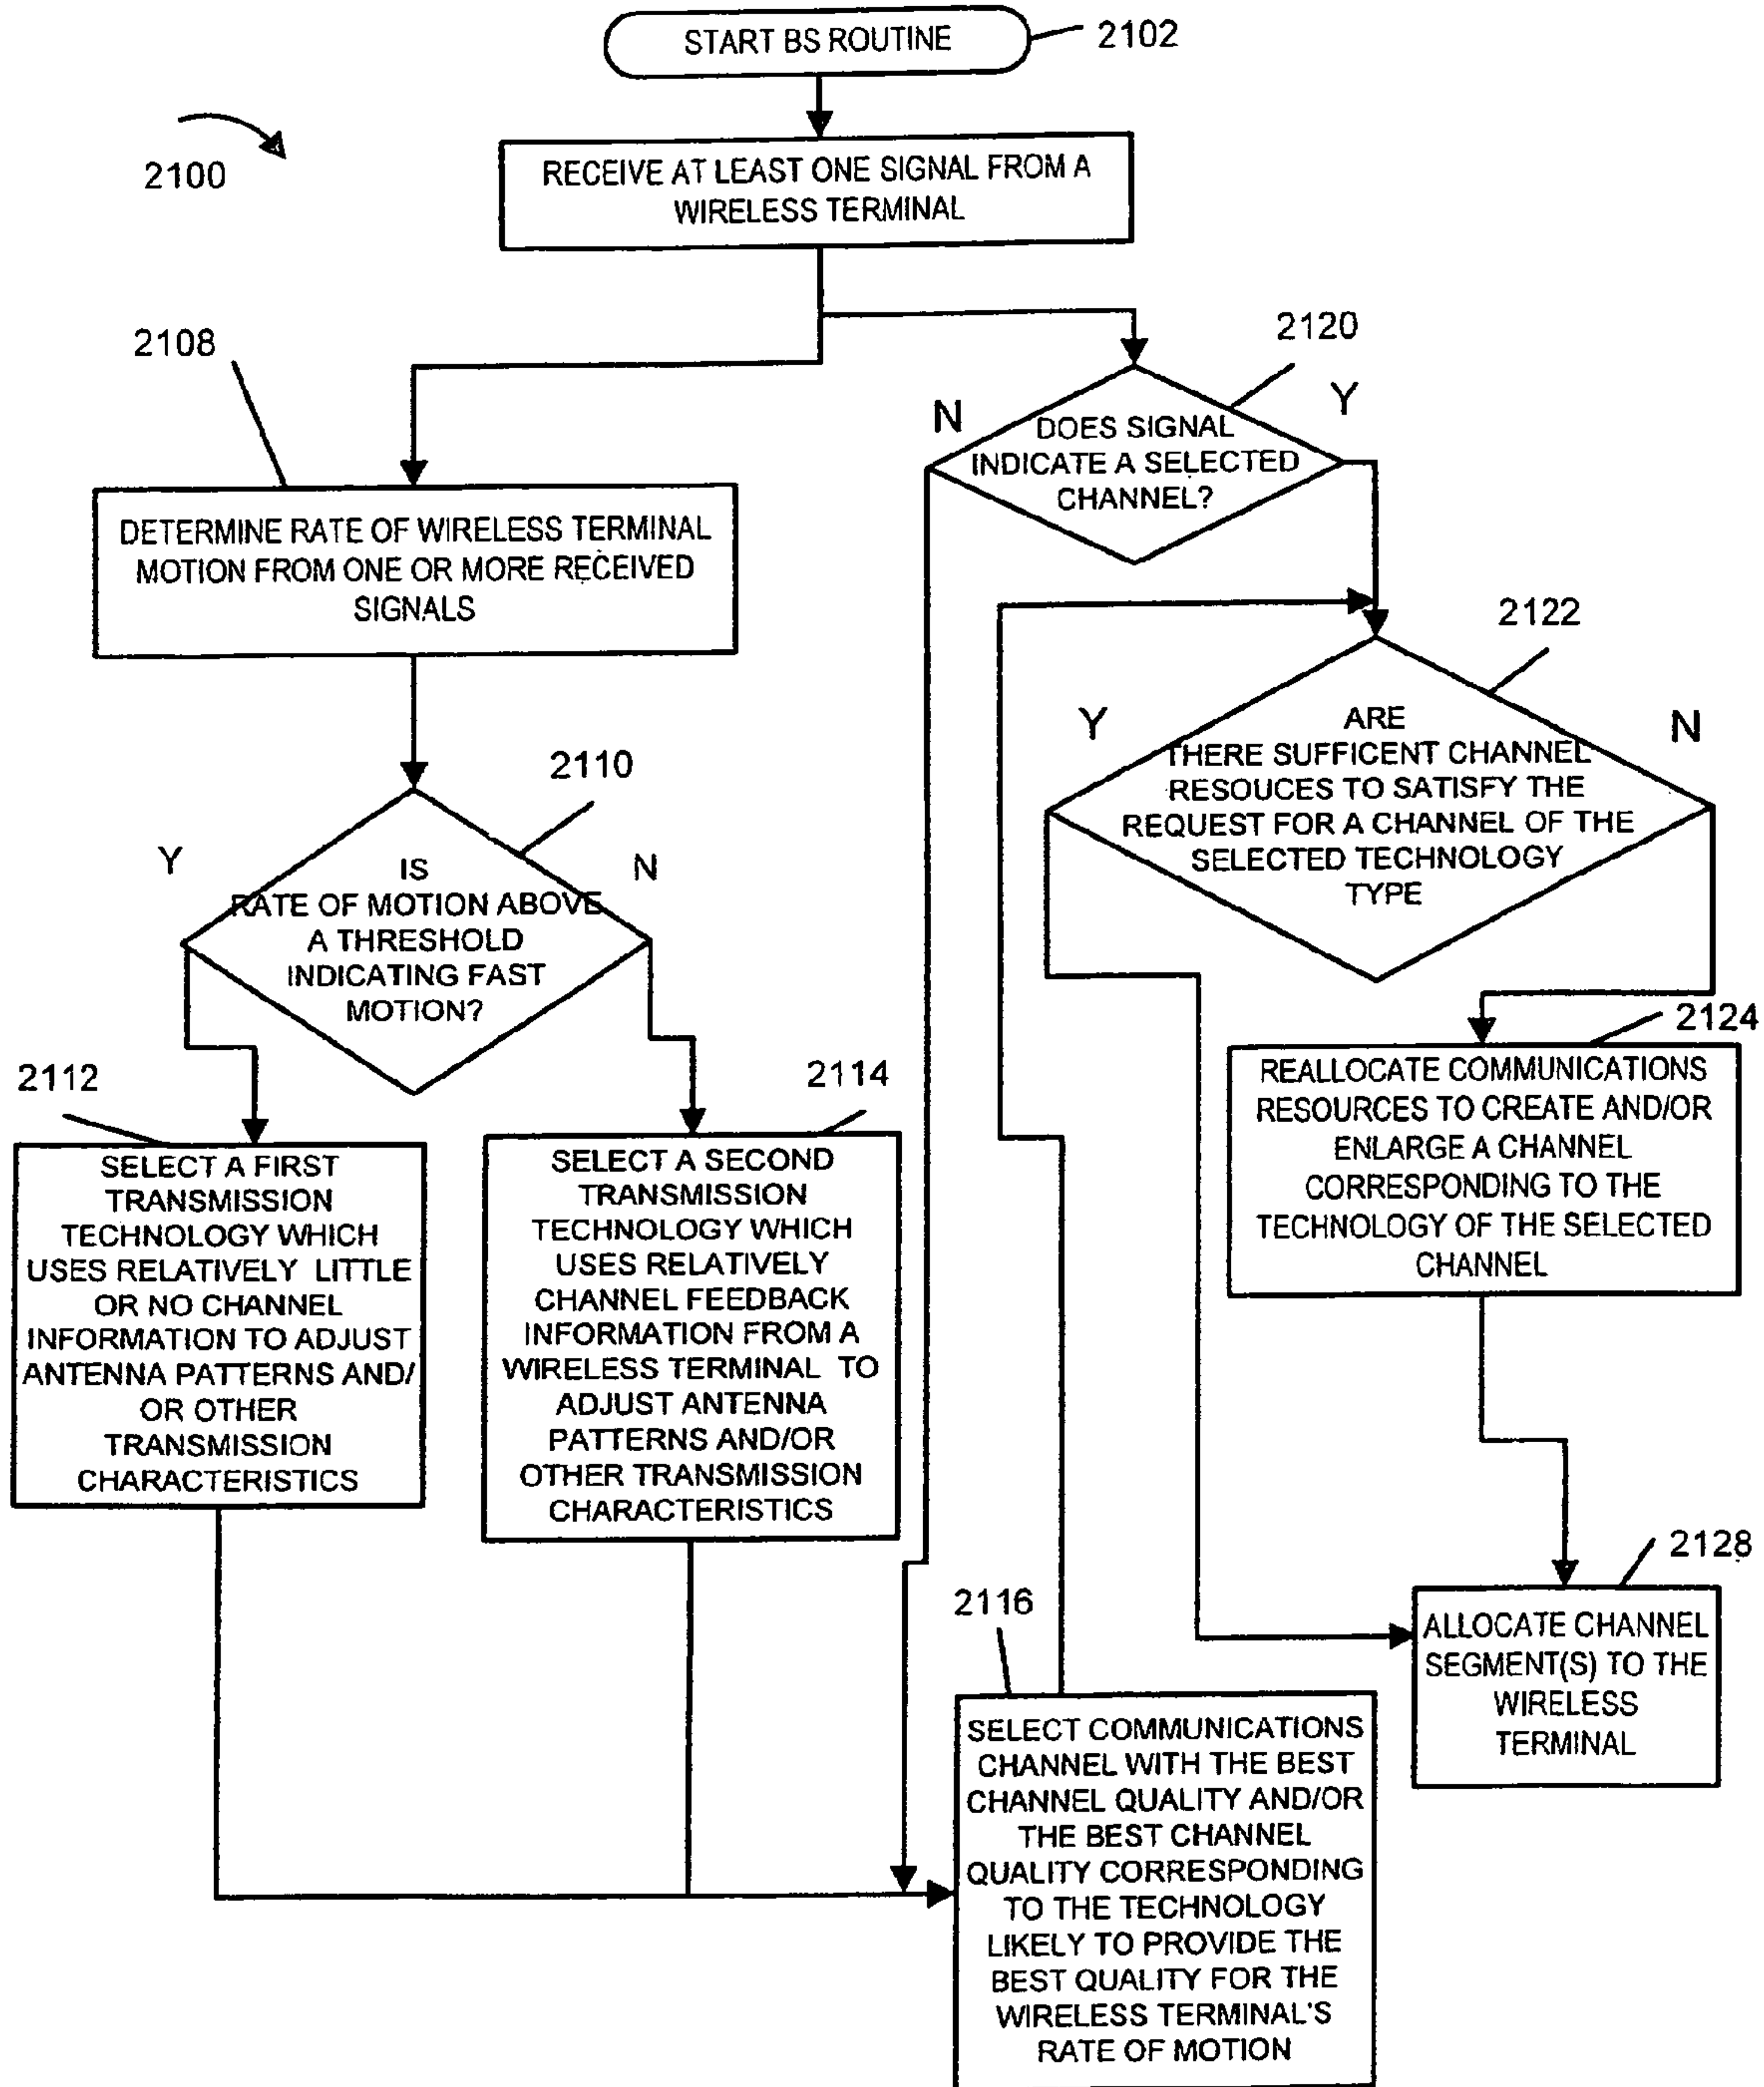 START BS ROUTINE
2102
2100
RECEIVE AT LEAST ONE SIGNAL FROM A
WIRELESS TERMINAL
2108
DETERMINE RATE OF WIRELESS TERMINAL
MOTION FROM ONE OR MORE RECEIVED
SIGNALS
2120
N
Y
DOES SIGNAL
INDICATE A SELECTED
CHANNEL?
2110
Y
N
IS
RATE OF MOTION ABOVE
A THRESHOLD
INDICATING FAST
MOTION?
2122
Y
N
ARE
THERE SUFFICENT CHANNEL
RESOUCES TO SATISFY THE
REQUEST FOR A CHANNEL OF THE
SELECTED TECHNOLOGY
TYPE
2112
SELECT A FIRST
TRANSMISSION
TECHNOLOGY WHICH
USES RELATIVELY LITTLE
OR NO CHANNEL
INFORMATION TO ADJUST
ANTENNA PATTERNS AND/
OR OTHER
TRANSMISSION
CHARACTERISTICS
2114
SELECT A SECOND
TRANSMISSION
TECHNOLOGY WHICH
USES RELATIVELY
CHANNEL FEEDBACK
INFORMATION FROM A
WIRELESS TERMINAL TO
ADJUST ANTENNA
PATTERNS AND/OR
OTHER TRANSMISSION
CHARACTERISTICS
2124
REALLOCATE COMMUNICATIONS
RESOURCES TO CREATE AND/OR
ENLARGE A CHANNEL
CORRESPONDING TO THE
TECHNOLOGY OF THE SELECTED
CHANNEL
2116
SELECT COMMUNICATIONS
CHANNEL WITH THE BEST
CHANNEL QUALITY AND/OR
THE BEST CHANNEL
QUALITY CORRESPONDING
TO THE TECHNOLOGY
LIKELY TO PROVIDE THE
BEST QUALITY FOR THE
WIRELESS TERMINAL'S
RATE OF MOTION
2128
ALLOCATE CHANNEL
SEGMENT(S) TO THE
WIRELESS
TERMINAL